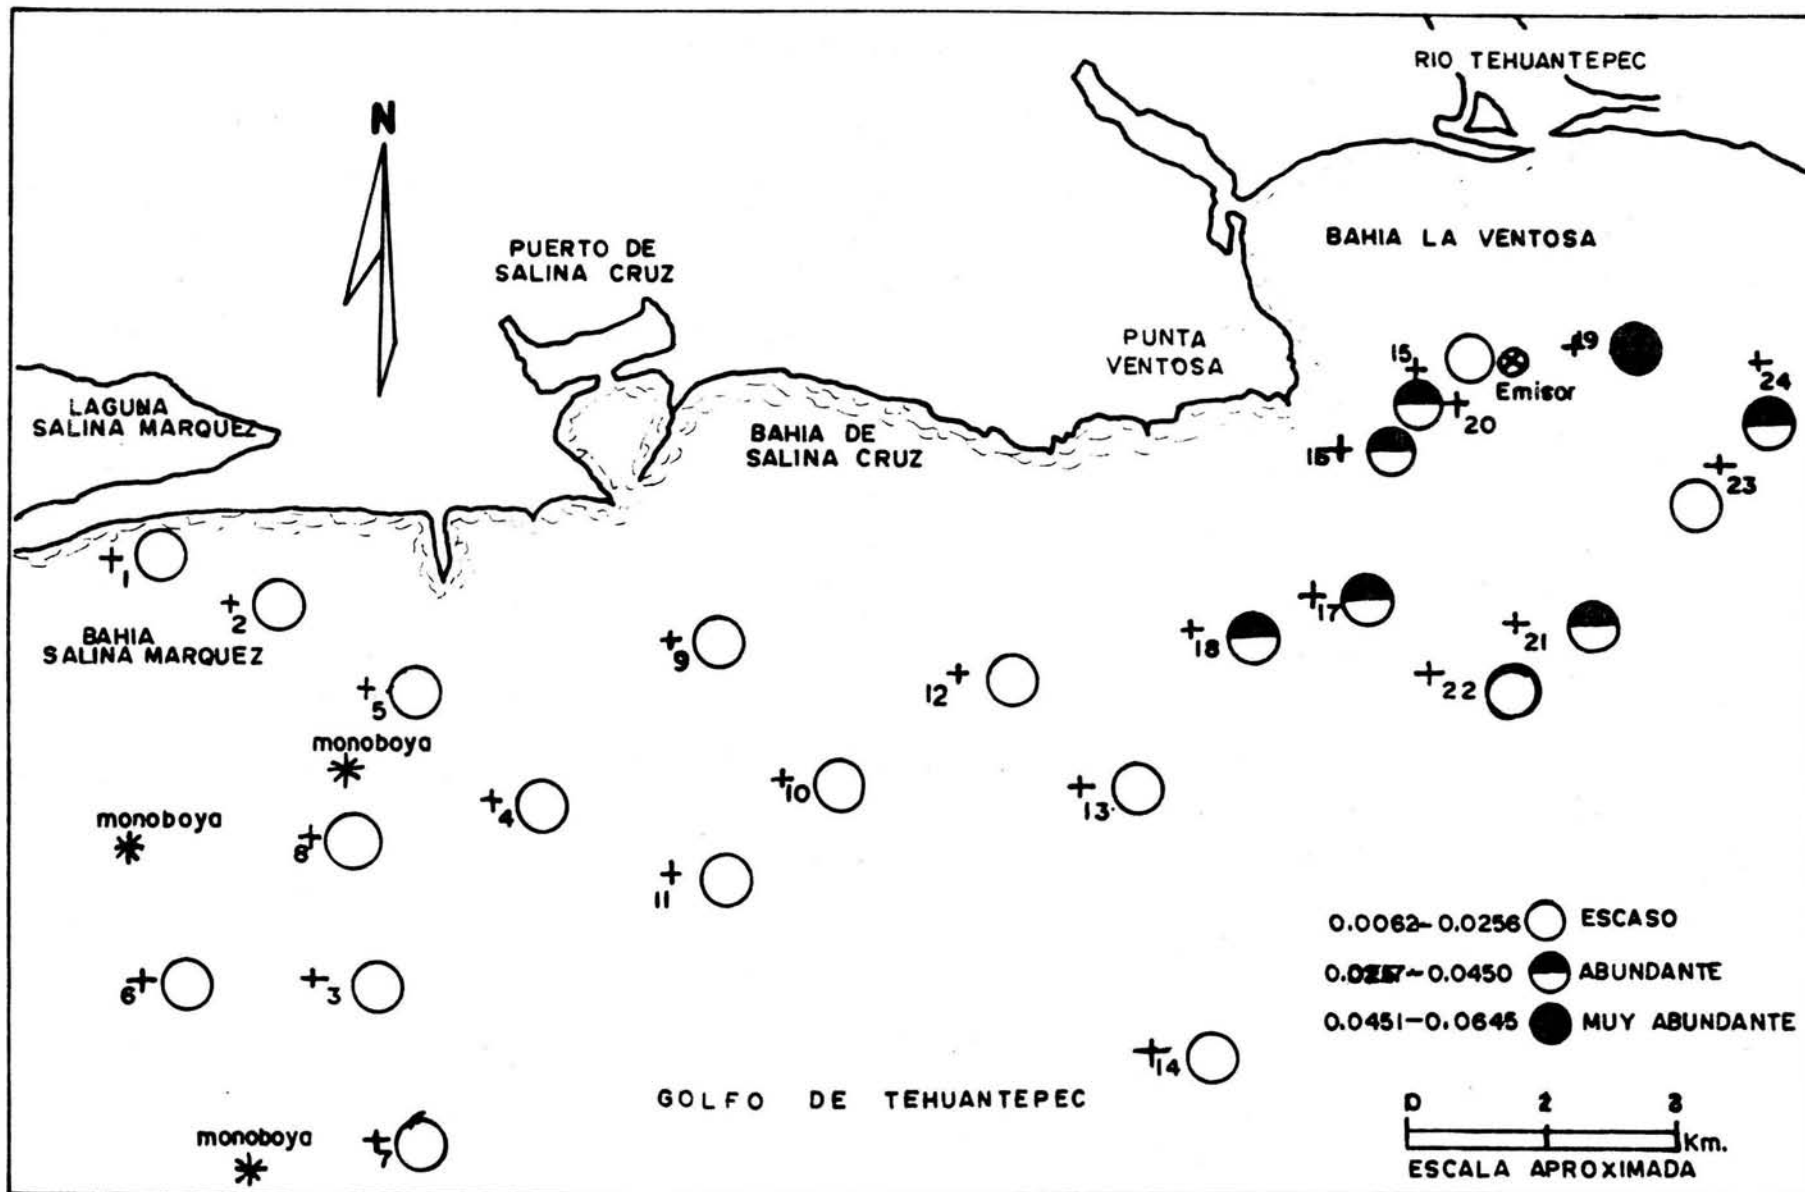 RIO TEHUANTEPEC
N
PUERTO DE
SALINA CRUZ
BAHIA LA VENTOSA
PUNTA
VENTOSA
15
19
24
Emisor
20
LAGUNA
SALINA MARQUEZ
BAHIA DE
SALINA CRUZ
16
23
1
2
BAHIA
SALINA MARQUEZ
9
18
17
21
5
12
22
monoboya
4
10
13
monoboya
8
11
0.0062-0.0256 ESCASO
6
3
~0.0450 ABUNDANTE
0.0451-0.0645 MUY ABUNDANTE
14
GOLFO DE TEHUANTEPEC
monoboya
7
0
Km.
ESCALA APROXIMADA